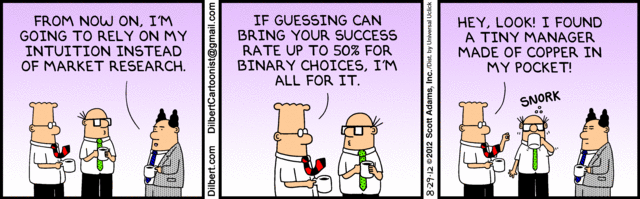 FROM NOW ON, I'M
GOING TO RELY ON MY
INTUITION INSTEAD
OF MARKET RESEARCH.
Dilbert.com DilbertCartoonist@gmail.com
IF GUESSING CAN
BRING YOUR SUCCESS
RATE UP TO 50% FOR
BINARY CHOICES, I'M
ALL FOR IT.
8-29-12 ©2012 Scott Adams, Inc. /Dist. by Universal Uclick
HEY, LOOK! I FOUND
A TINY MANAGER
MADE OF COPPER IN
MY POCKET!
SNORK